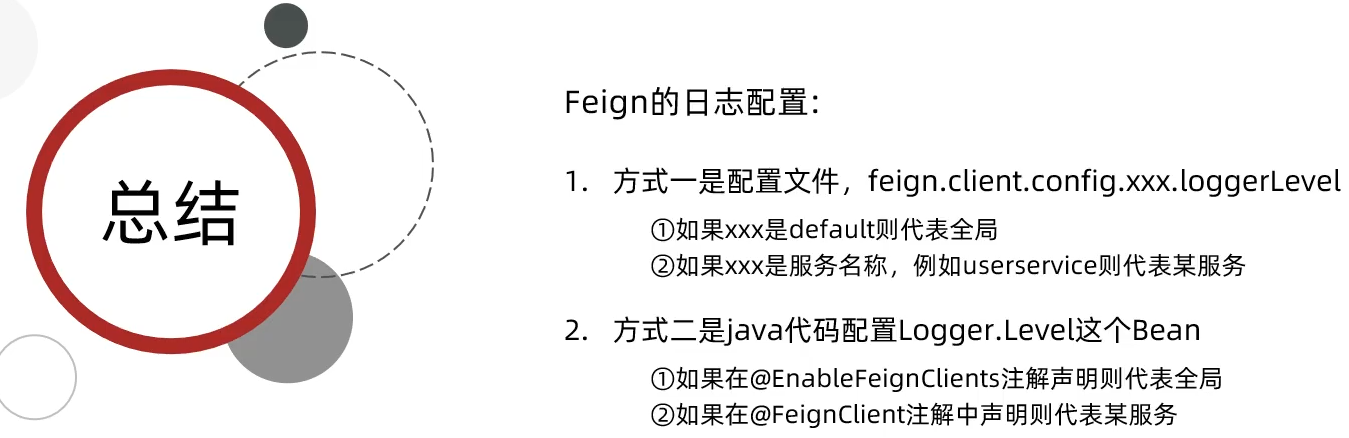 总结
Feign的日志配置:
1. 方式一是配置文件，feign.client.config.xxx.loggerLevel
①如果xxx是default则代表全局
②如果xxx是服务名称，例如userservice则代表某服务
2. 方式二是java代码配置Logger.Level这个Bean
①如果在@EnableFeignClients注解声明则代表全局
②如果在@FeignClient注解中声明则代表某服务